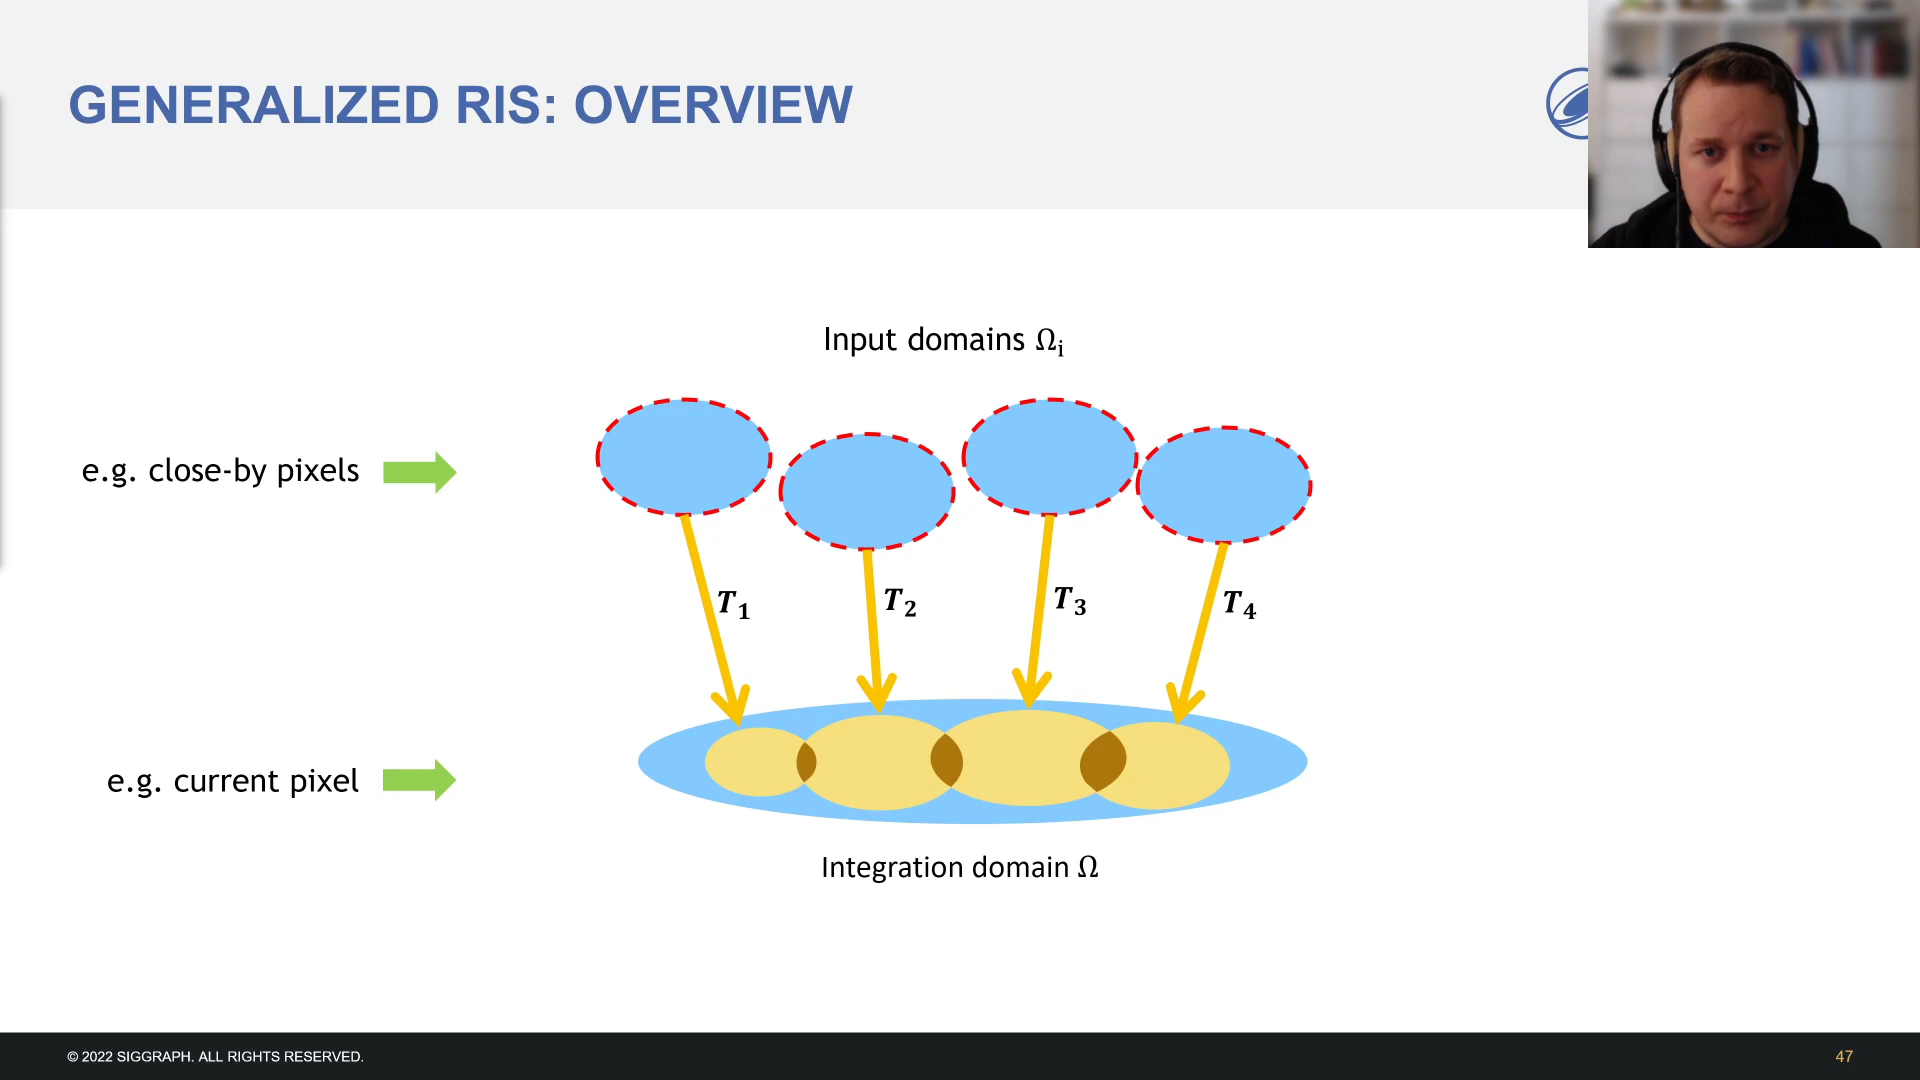 GENERALIZED RIS: OVERVIEW
Input domains Ωi
e.g. close-by pixels
T1 T2 T3 T4
e.g. current pixel
Integration domain Ω
© 2022 SIGGRAPH. ALL RIGHTS RESERVED.
47